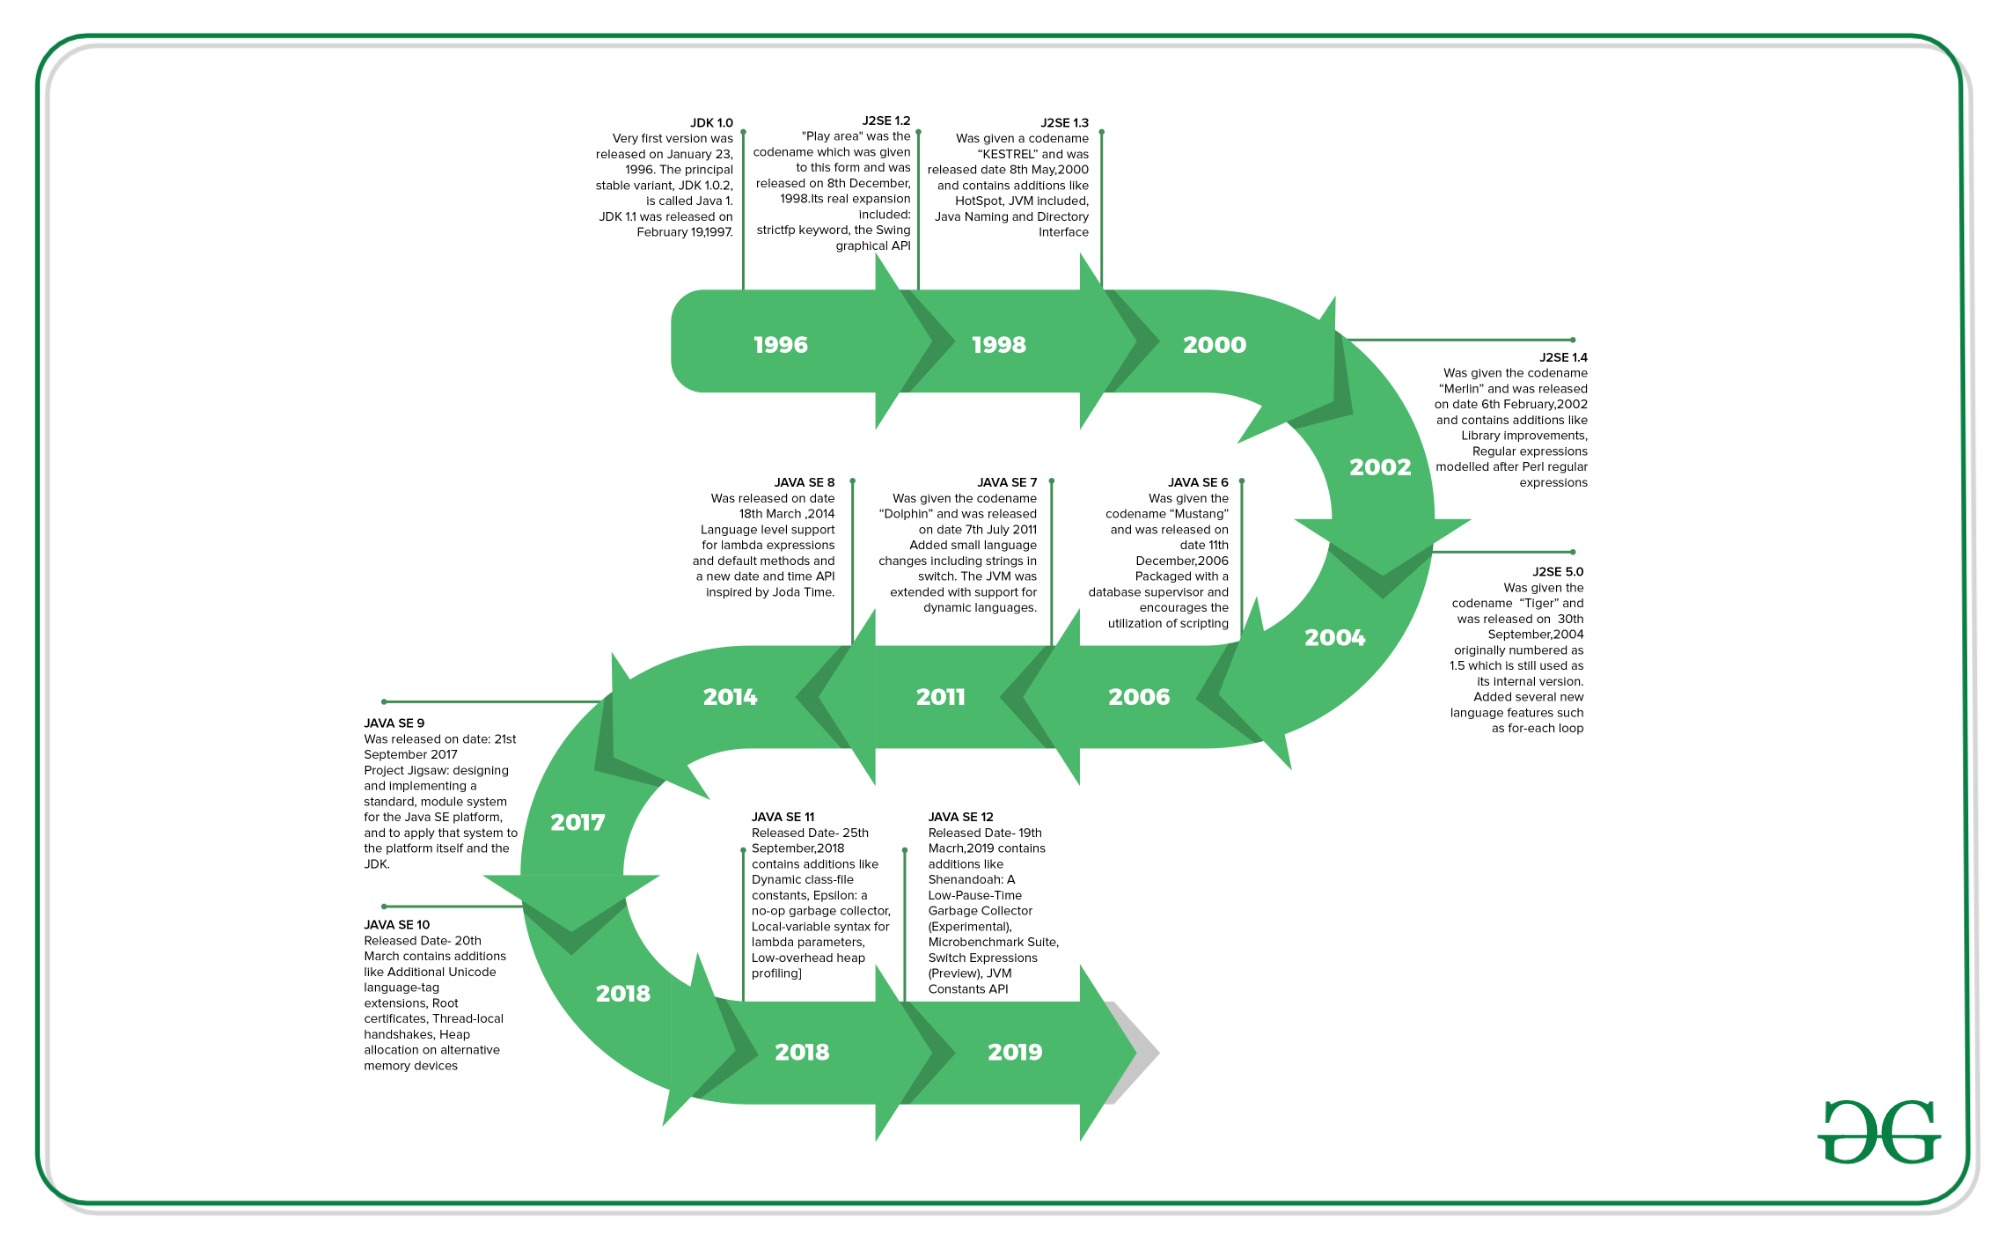 JDK 1.0
Very first version was
released on January 23,
1996. The principal
stable variant, JDK 1.0.2,
is called Java 1.
JDK 1.1 was released on
February 19,1997.
J2SE 1.2
"Play area" was the
codename which was given
to this form and was
released on 8th December,
1998.Its real expansion
included:
strictfp keyword, the Swing
graphical API
J2SE 1.3
Was given a codename
“KESTREL” and was
released date 8th May,2000
and contains additions like
HotSpot, JVM included,
Java Naming and Directory
Interface
1996
1998
2000
J2SE 1.4
Was given the codename
“Merlin” and was released
on date 6th February,2002
and contains additions like
Library improvements,
Regular expressions
modelled after Perl regular
expressions
2002
J2SE 5.0
Was given the
codename “Tiger” and
was released on 30th
September,2004
originally numbered as
1.5 which is still used as
its internal version.
Added several new
language features such
as for-each loop
2004
JAVA SE 6
Was given the
codename “Mustang”
and was released on
date 11th
December,2006
Packaged with a
database supervisor and
encourages the
utilization of scripting
2006
JAVA SE 7
Was given the codename
“Dolphin” and was released
on date 7th July 2011
Added small language
changes including strings in
switch. The JVM was
extended with support for
dynamic languages.
2011
JAVA SE 8
Was released on date
18th March ,2014
Language level support
for lambda expressions
and default methods and
a new date and time API
inspired by Joda Time.
2014
JAVA SE 9
Was released on date: 21st
September 2017
Project Jigsaw: designing
and implementing a
standard, module system
for the Java SE platform,
and to apply that system to
the platform itself and the
JDK.
2017
JAVA SE 10
Released Date- 20th
March contains additions
like Additional Unicode
language-tag
extensions, Root
certificates, Thread-local
handshakes, Heap
allocation on alternative
memory devices
2018
JAVA SE 11
Released Date- 25th
September,2018
contains additions like
Dynamic class-file
constants, Epsilon: a
no-op garbage collector,
Local-variable syntax for
lambda parameters,
Low-overhead heap
profiling]
2018
JAVA SE 12
Released Date- 19th
Macrh,2019 contains
additions like
Shenandoah: A
Low-Pause-Time
Garbage Collector
(Experimental),
Microbenchmark Suite,
Switch Expressions
(Preview), JVM
Constants API
2019